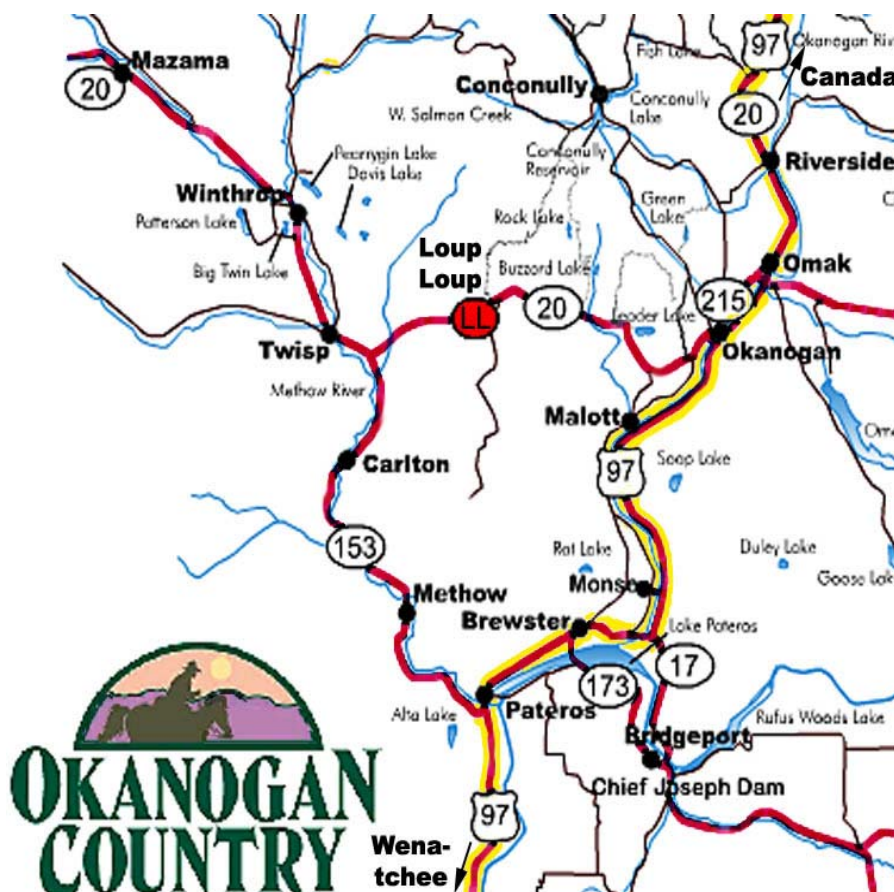 97
Okanogan Riv
Mazama
20
Fish Lake
Canada
Conconully
W. Salmon Creek
Conconully
Lake
20
Pearrygin Lake
Davis Lake
Conconully
Reservoir
Riverside
Winthrop
Patterson Lake
Green
Lake
Rock Lake
Loup
Loup
Big Twin Lake
Buzzard Lake
Omak
LL
20
215
Leader Lake
Twisp
Okanogan
Methow River
Malott
Carlton
97
Soap Lake
153
Rat Lake
Duley Lake
Goose Lak
Monse
Methow
Brewster
Lake Pateros
17
173
Alta Lake
Pateros
Rufus Woods Lake
Bridgeport
Chief Joseph Dam
OKANOGAN
COUNTRY
97
Wena-
tchee